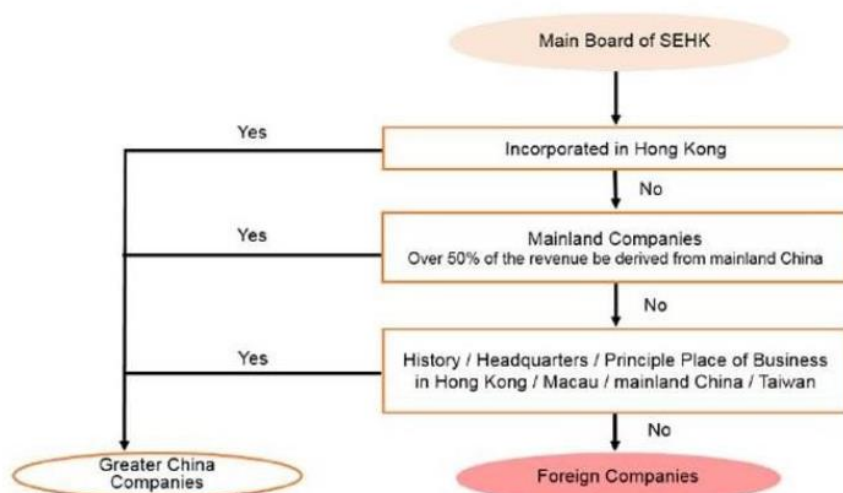 Main Board of SEHK
Yes
Incorporated in Hong Kong
No
Yes
Mainland Companies
Over 50% of the revenue be derived from mainland China
No
Yes
History / Headquarters / Principle Place of Business
in Hong Kong / Macau / mainland China / Taiwan
No
Greater China
Companies
Foreign Companies